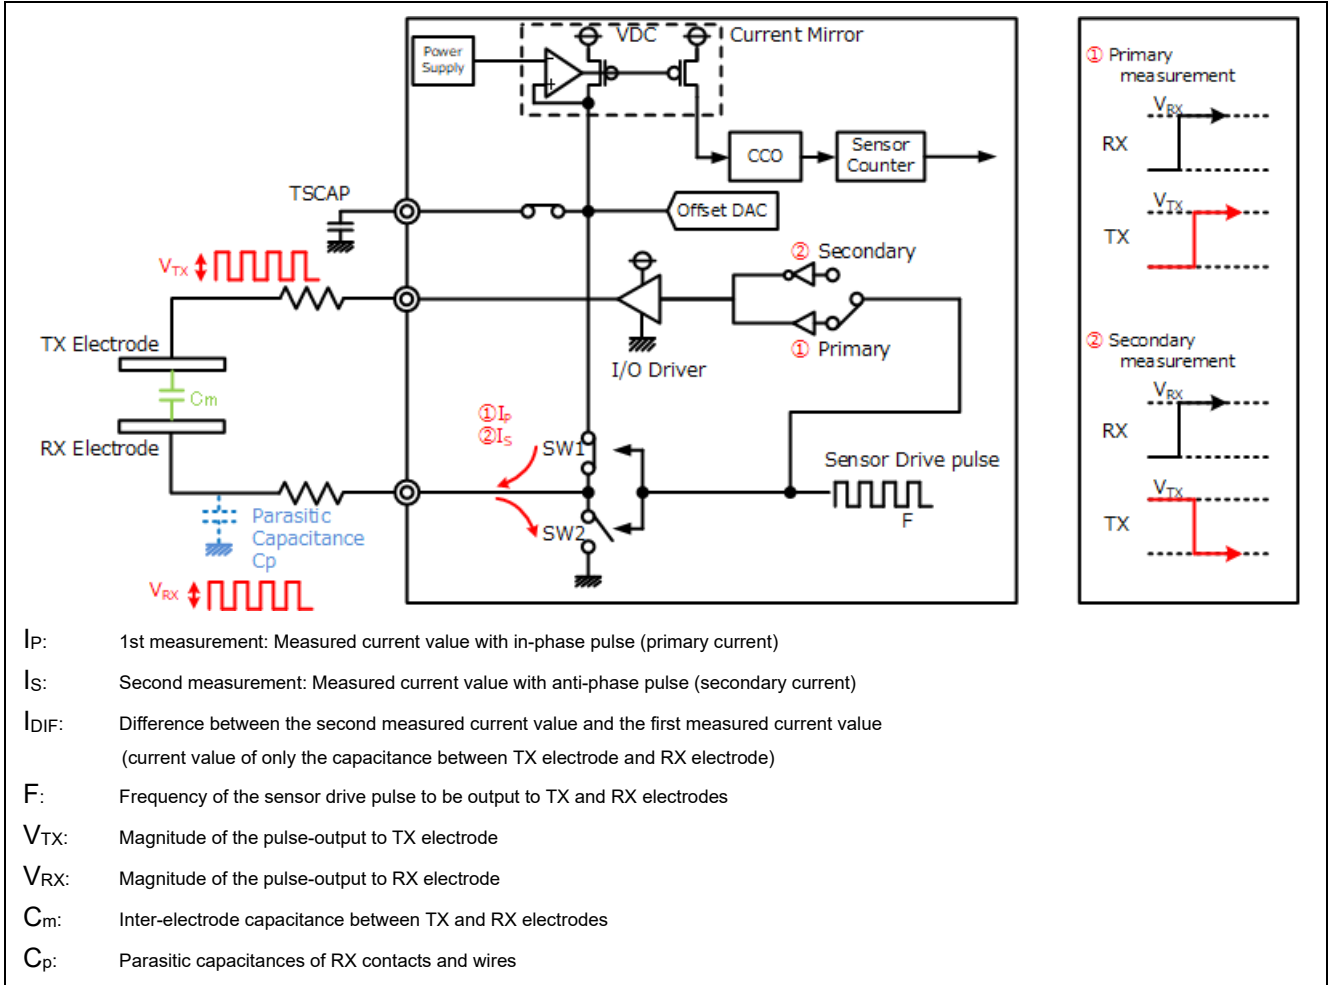 Power
Supply
VDC
Current Mirror
-
+
CCO
Sensor
Counter
TSCAP
Offset DAC
VTX
② Secondary
① Primary
I/O Driver
TX Electrode
Cm
RX Electrode
①IP
②IS
SW1
SW2
Sensor Drive pulse
F
Parasitic
Capacitance
Cp
VRX
① Primary
measurement
VRX
RX
VTX
TX
② Secondary
measurement
VRX
RX
VTX
TX
IP: 1st measurement: Measured current value with in-phase pulse (primary current)
IS: Second measurement: Measured current value with anti-phase pulse (secondary current)
IDIF: Difference between the second measured current value and the first measured current value
(current value of only the capacitance between TX electrode and RX electrode)
F: Frequency of the sensor drive pulse to be output to TX and RX electrodes
VTX: Magnitude of the pulse-output to TX electrode
VRX: Magnitude of the pulse-output to RX electrode
Cm: Inter-electrode capacitance between TX and RX electrodes
Cp: Parasitic capacitances of RX contacts and wires